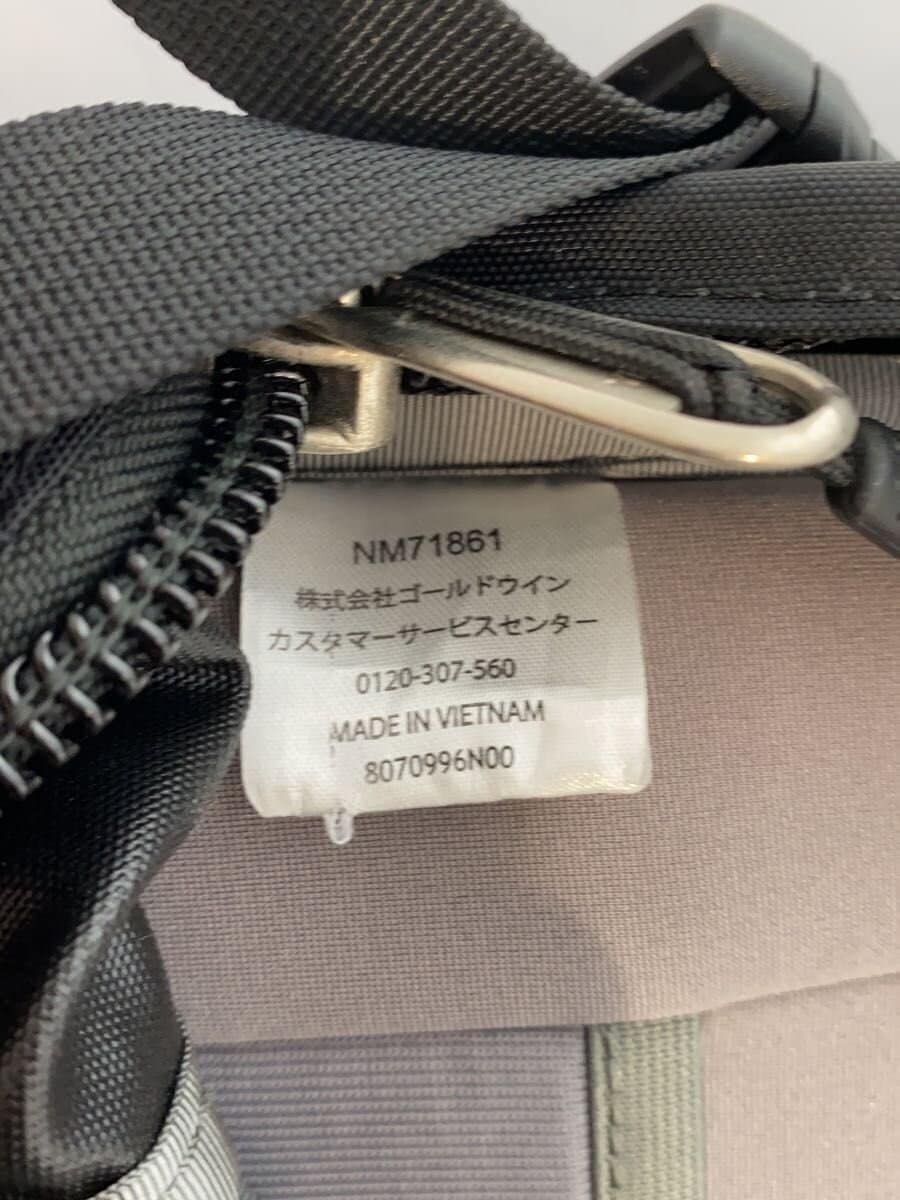 NM71861
株式会社ゴールドウイン
カスタマーサービスセンター
0120-307-560
MADE IN VIETNAM
8070996N00